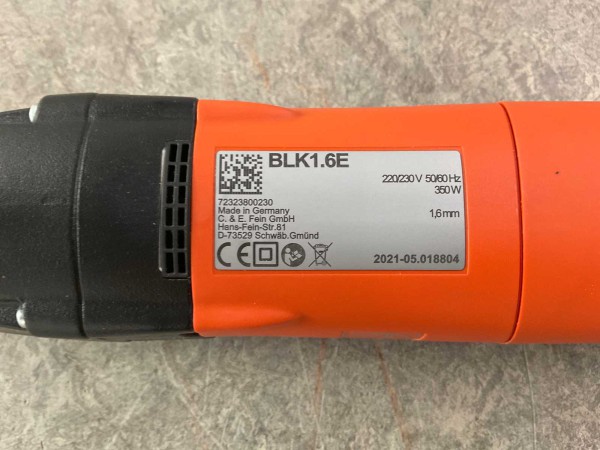 BLK1.6E
220/230 V 50/60 Hz
350 W
72323800230
Made in Germany
C. & E. Fein GmbH
Hans-Fein-Str.81
D-73529 Schwäb.Gmünd
1,6 mm
CE
2021-05.018804